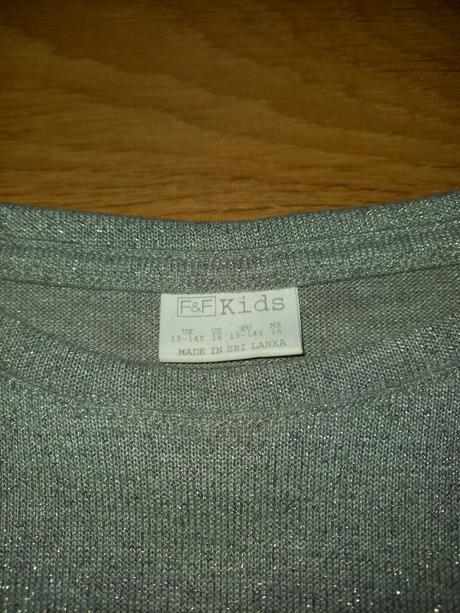 F&F Kids
UK US EU MX
13-14Y 16 13-14Y 16
MADE IN SRI LANKA